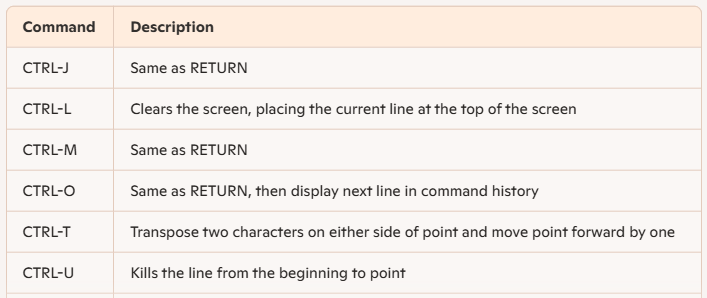 Command Description
CTRL-J Same as RETURN
CTRL-L Clears the screen, placing the current line at the top of the screen
CTRL-M Same as RETURN
CTRL-O Same as RETURN, then display next line in command history
CTRL-T Transpose two characters on either side of point and move point forward by one
CTRL-U Kills the line from the beginning to point